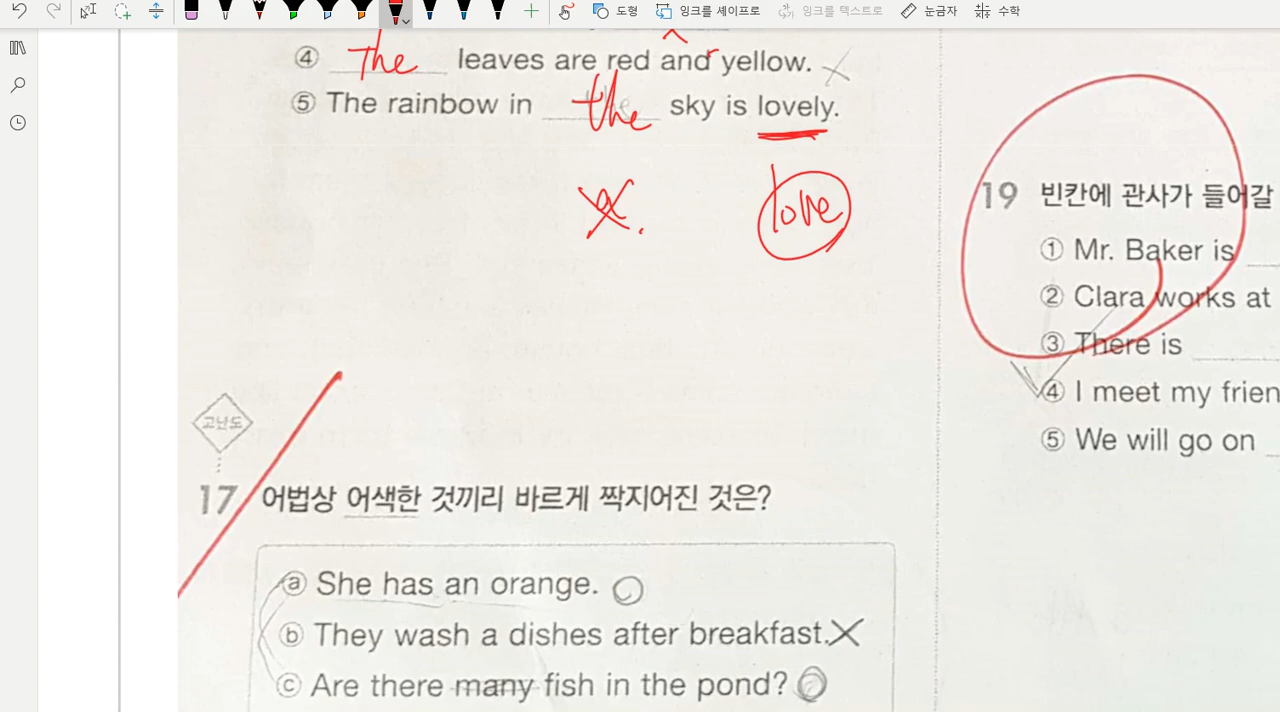 도형 잉크를 셰이프로 잉크를 텍스트로 눈금자 수학
④ The leaves are red and yellow.
⑤ The rainbow in the sky is lovely.
a. love
고난도
17 어법상 어색한 것끼리 바르게 짝지어진 것은?
ⓐ She has an orange.
ⓑ They wash a dishes after breakfast.
ⓒ Are there many fish in the pond?
19 빈칸에 관사가 들어갈
① Mr. Baker is
② Clara works at
③ There is
④ I meet my frien
⑤ We will go on